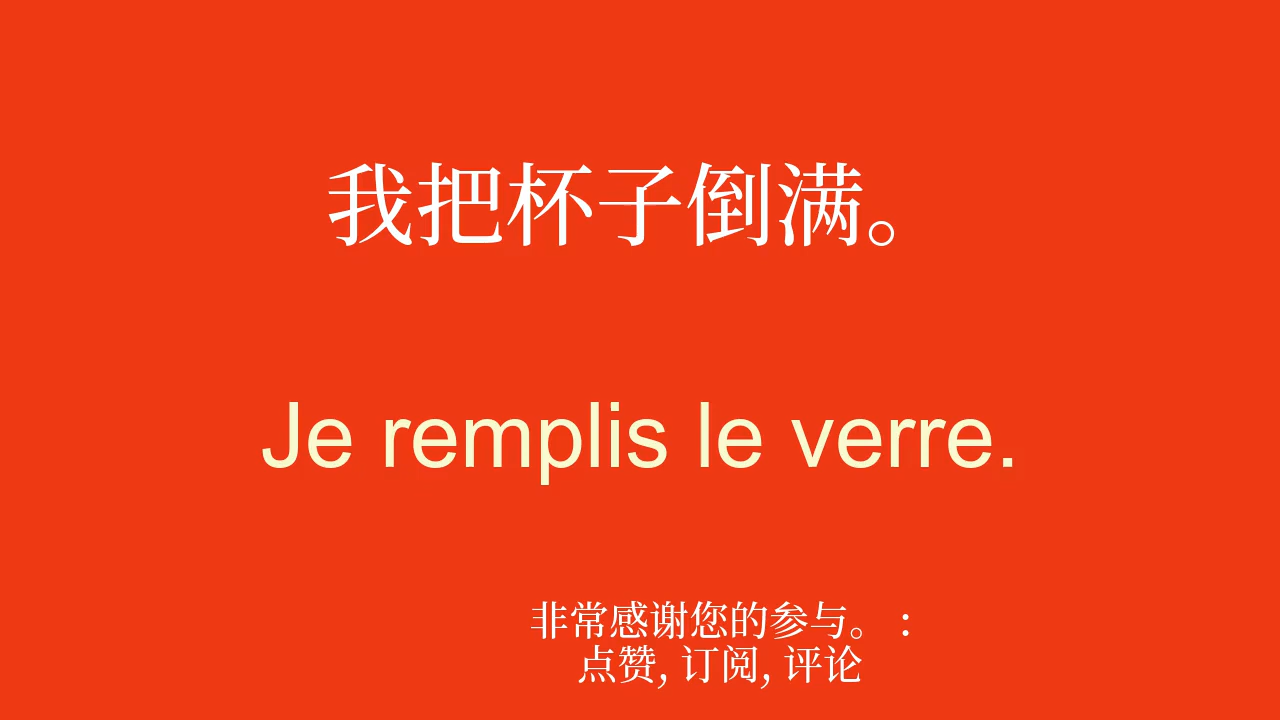 我把杯子倒满。
Je remplis le verre.
非常感谢您的参与。 :
点赞, 订阅, 评论